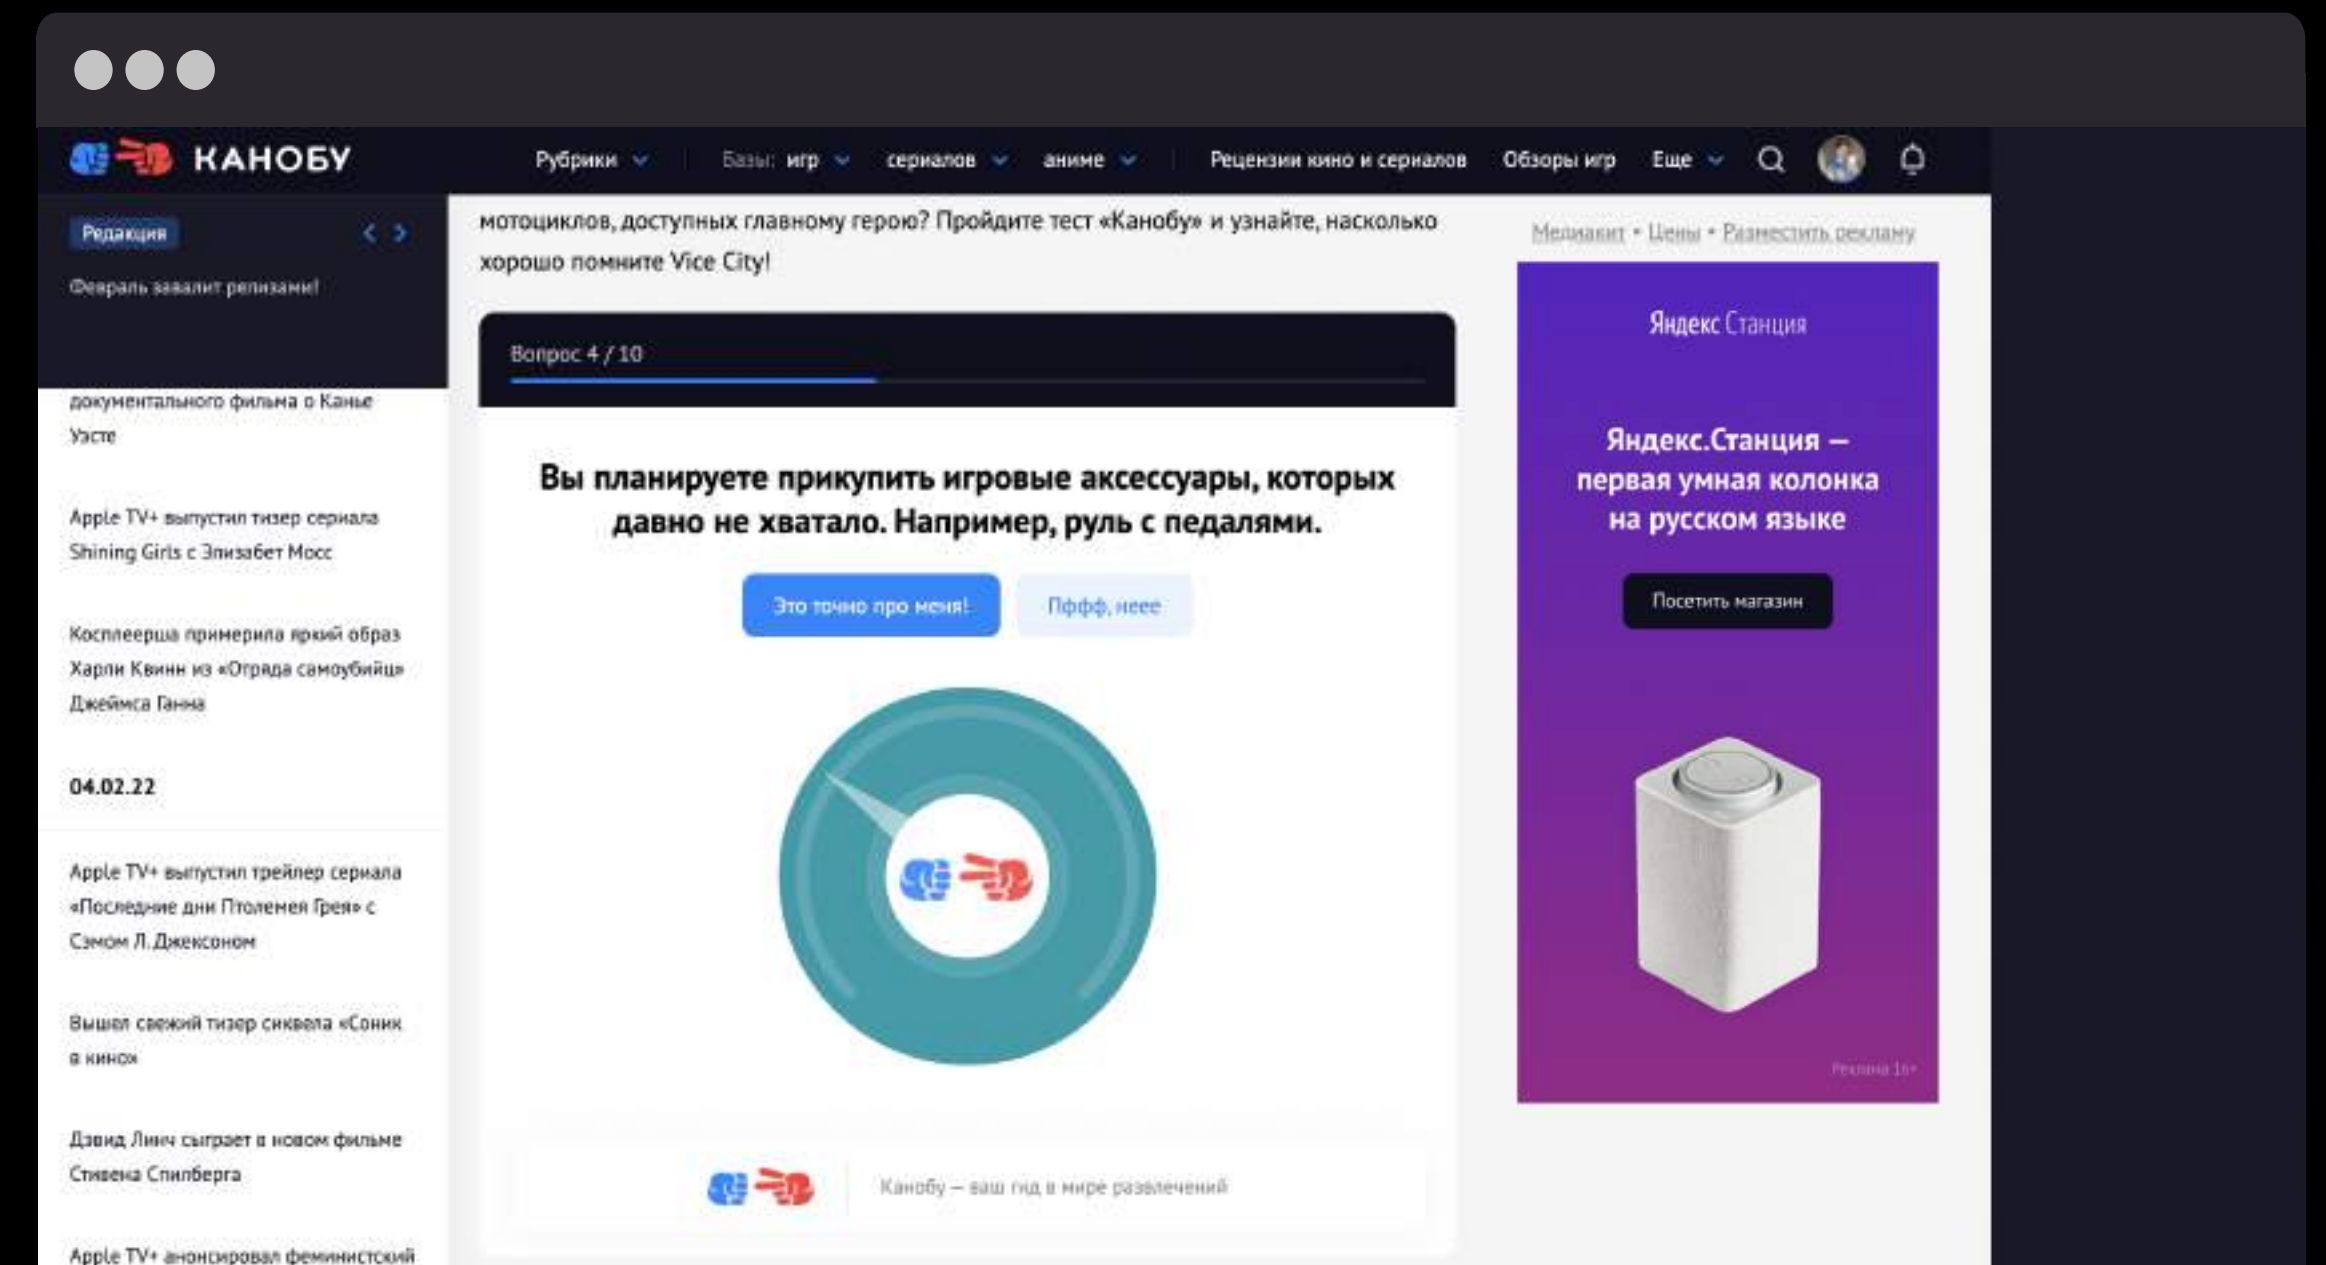 КАНОБУ
Рубрики
Базы: игр
сериалов
аниме
Рецензии кино и сериалов
Обзоры игр
Еще
Редакция
Февраль завалит релизами!
документального фильма о Канье
Уэсте
Apple TV+ выпустил тизер сериала
Shining Girls с Элизабет Мосс
Косплеерша примерила яркий образ
Харли Квинн из «Отряда самоубийц»
Джеймса Ганна
04.02.22
Apple TV+ выпустил трейлер сериала
«Последние дни Птолемея Грея» с
Сэмом Л. Джексоном
Вышел свежий тизер сиквела «Соник
в кино»
Дэвид Линч сыграет в новом фильме
Стивена Спилберга
Apple TV+ анонсировал феминистский
мотоциклов, доступных главному герою? Пройдите тест «Канобу» и узнайте, насколько
хорошо помните Vice City!
Вопрос 4 / 10
Вы планируете прикупить игровые аксессуары, которых
давно не хватало. Например, руль с педалями.
Это точно про меня!
Пффф, неее
Канобу — ваш гид в мире развлечений
Медиакит • Цены • Разместить рекламу
Яндекс Станция
Яндекс.Станция —
первая умная колонка
на русском языке
Посетить магазин
Реклама 16+